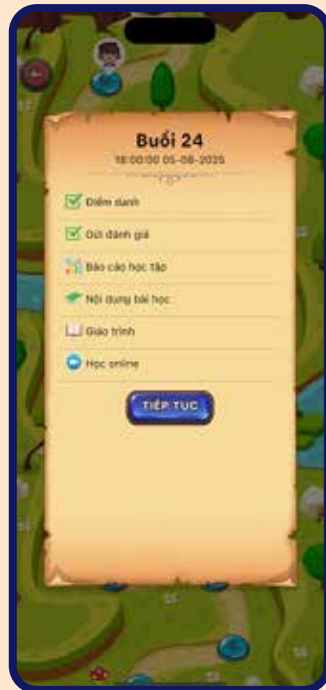 Buổi 24
18:00:00 05-08-2025
Điểm danh
Gửi đánh giá
Báo cáo học tập
Nội dung bài học
Giáo trình
Học online
TIẾP TỤC